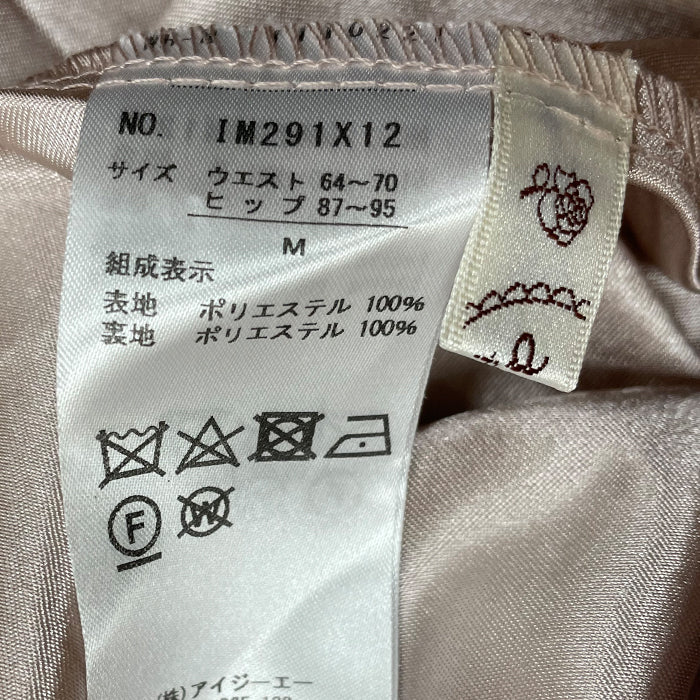 NO. IM291X12
サイズ ウエスト 64～70
ヒップ 87～95
M
組成表示
表地 ポリエステル 100%
裏地 ポリエステル 100%
F
W
(株)アイジーエー